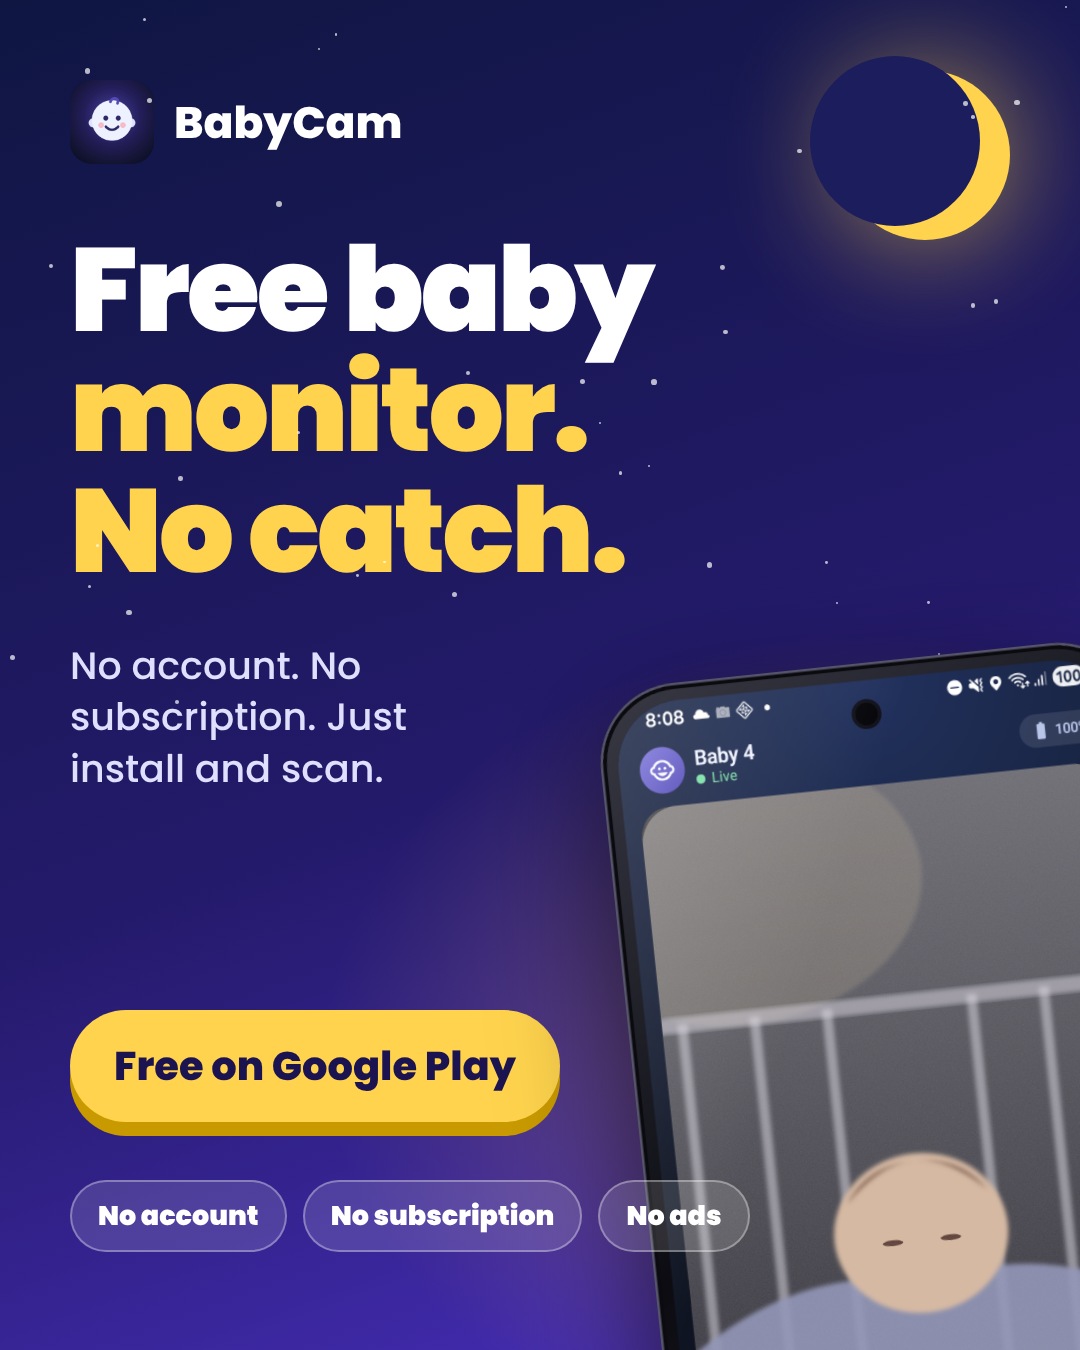 BabyCam
Free baby
monitor.
No catch.
No account. No
subscription. Just
install and scan.
8:08
100
Baby 4
100%
Live
Free on Google Play
No account
No subscription
No ads